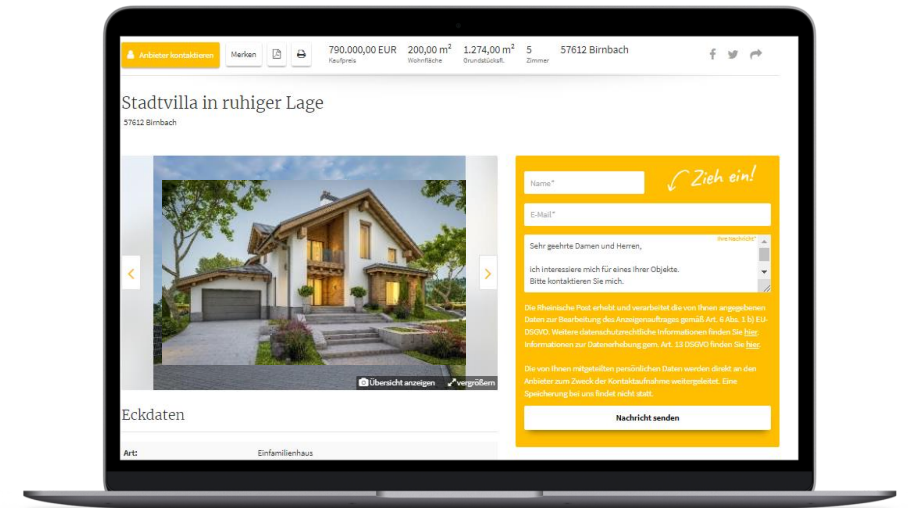 Anbieter kontaktieren
Merken
790.000,00 EUR 200,00 m² 1.274,00 m² 5 57612 Birnbach
Kaufpreis Wohnfläche Grundstücksfl. Zimmer
Stadtvilla in ruhiger Lage
57612 Birnbach
Zieh ein!
Name*
E-Mail*
Ihre Nachricht*
Sehr geehrte Damen und Herren,
ich interessiere mich für eines Ihrer Objekte.
Bitte kontaktieren Sie mich.
Die Rheinische Post erhebt und verarbeitet die von Ihnen angegebenen
Daten zur Bearbeitung des Anzeigenauftrages gemäß Art. 6 Abs. 1 b) EU-
DSGVO. Weitere datenschutzrechtliche Informationen finden Sie hier.
Informationen zur Datenerhebung gem. Art. 13 DSGVO finden Sie hier.
Die von Ihnen mitgeteilten persönlichen Daten werden direkt an den
Anbieter zum Zweck der Kontaktaufnahme weitergeleitet. Eine
Speicherung bei uns findet nicht statt.
Nachricht senden
Übersicht anzeigen vergrößern
Eckdaten
Art: Einfamilienhaus